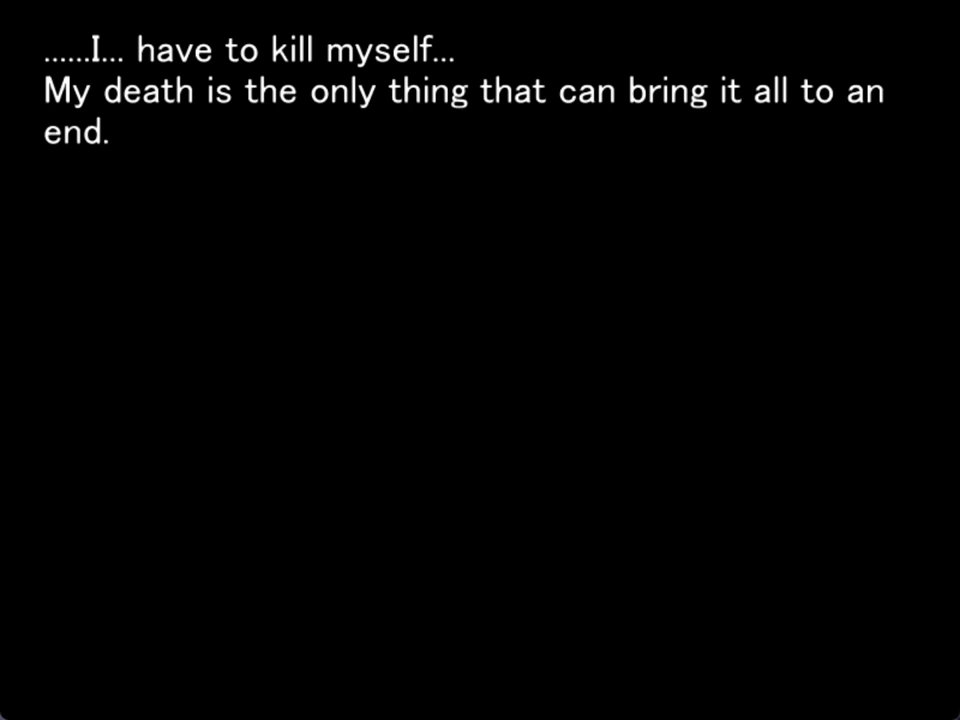 ......I... have to kill myself...
My death is the only thing that can bring it all to an
end.